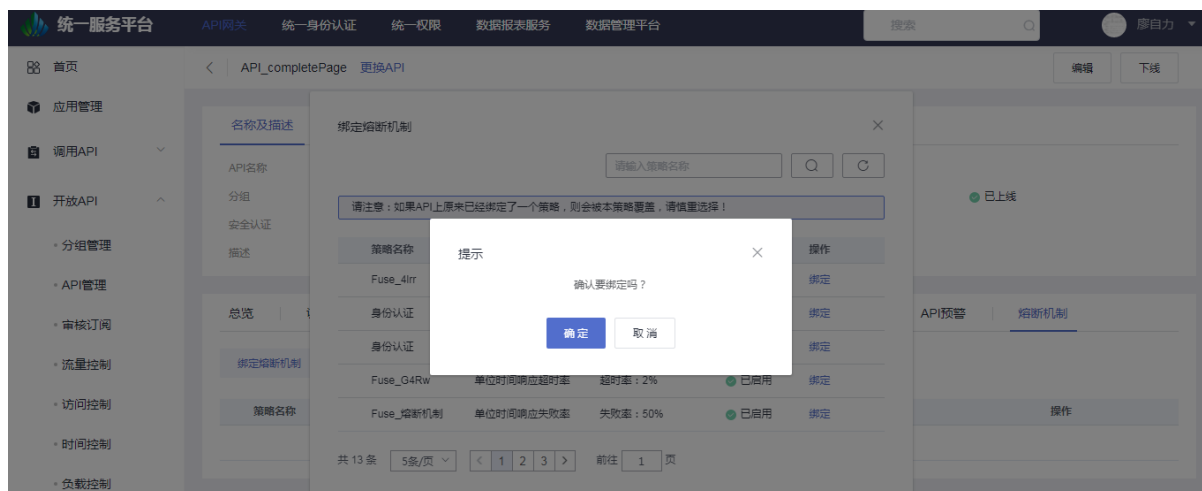 统一服务平台 API网关 统一身份认证 统一权限 数据报表服务 数据管理平台 搜索 廖自力
首页
API_completePage 更换API 编辑 下线
应用管理
名称及描述
绑定熔断机制
调用API
API名称
请输入策略名称
开放API
分组
请注意：如果API上原来已经绑定了一个策略，则会被本策略覆盖，请慎重选择！
已上线
安全认证
分组管理
描述
策略名称
操作
提示
Fuse_4lrr
绑定
确认要绑定吗？
API管理
总览
身份认证
绑定
API预警
熔断机制
审核订阅
确定
取消
身份认证
绑定
流量控制
绑定熔断机制
Fuse_G4Rw 单位时间响应超时率 超时率：2% 已启用 绑定
访问控制
策略名称
Fuse_熔断机制 单位时间响应失败率 失败率：50% 已启用 绑定
操作
时间控制
共 13 条 5条/页 < 1 2 3 > 前往 1 页
负载控制